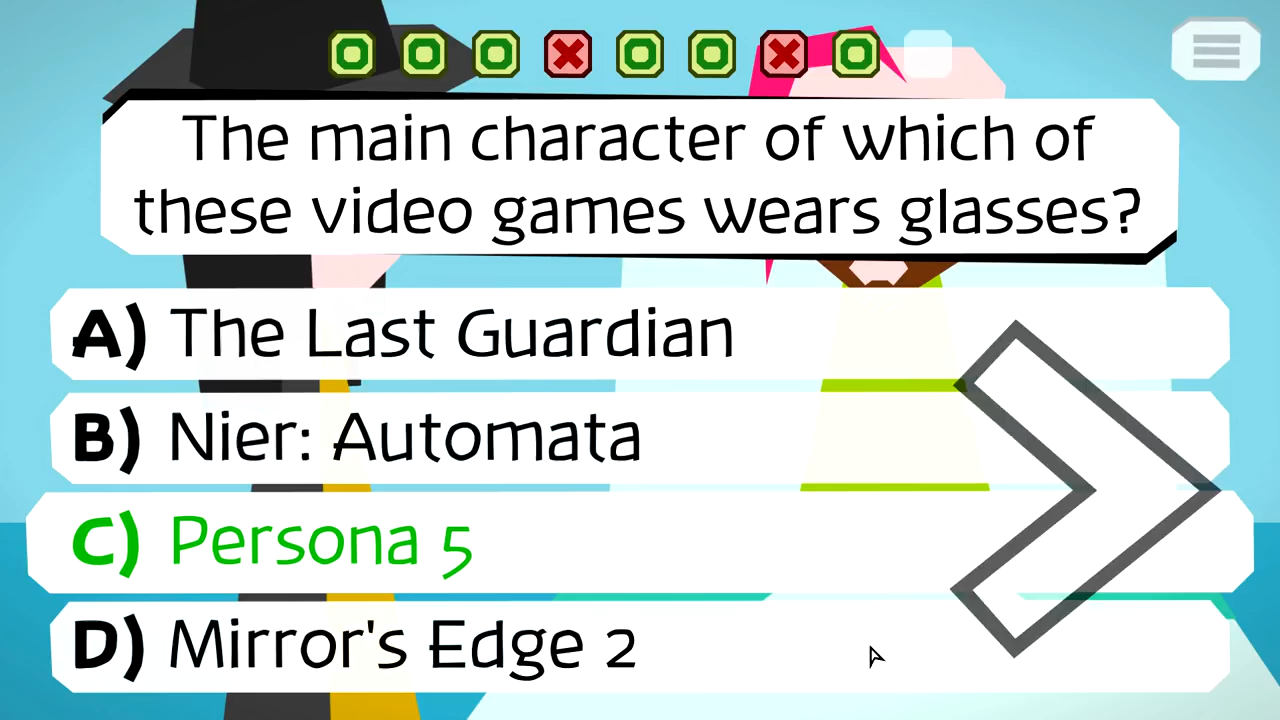 The main character of which of
these video games wears glasses?
A) The Last Guardian
B) Nier: Automata
C) Persona 5
D) Mirror's Edge 2